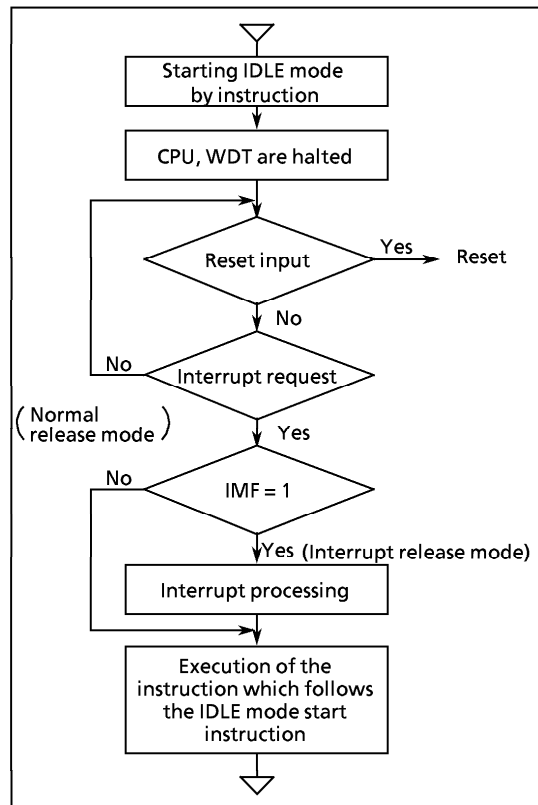 Starting IDLE mode
by instruction
CPU, WDT are halted
Reset input
Yes
Reset
No
Interrupt request
No
(Normal
release mode)
Yes
IMF = 1
No
Yes (Interrupt release mode)
Interrupt processing
Execution of the
instruction which follows
the IDLE mode start
instruction